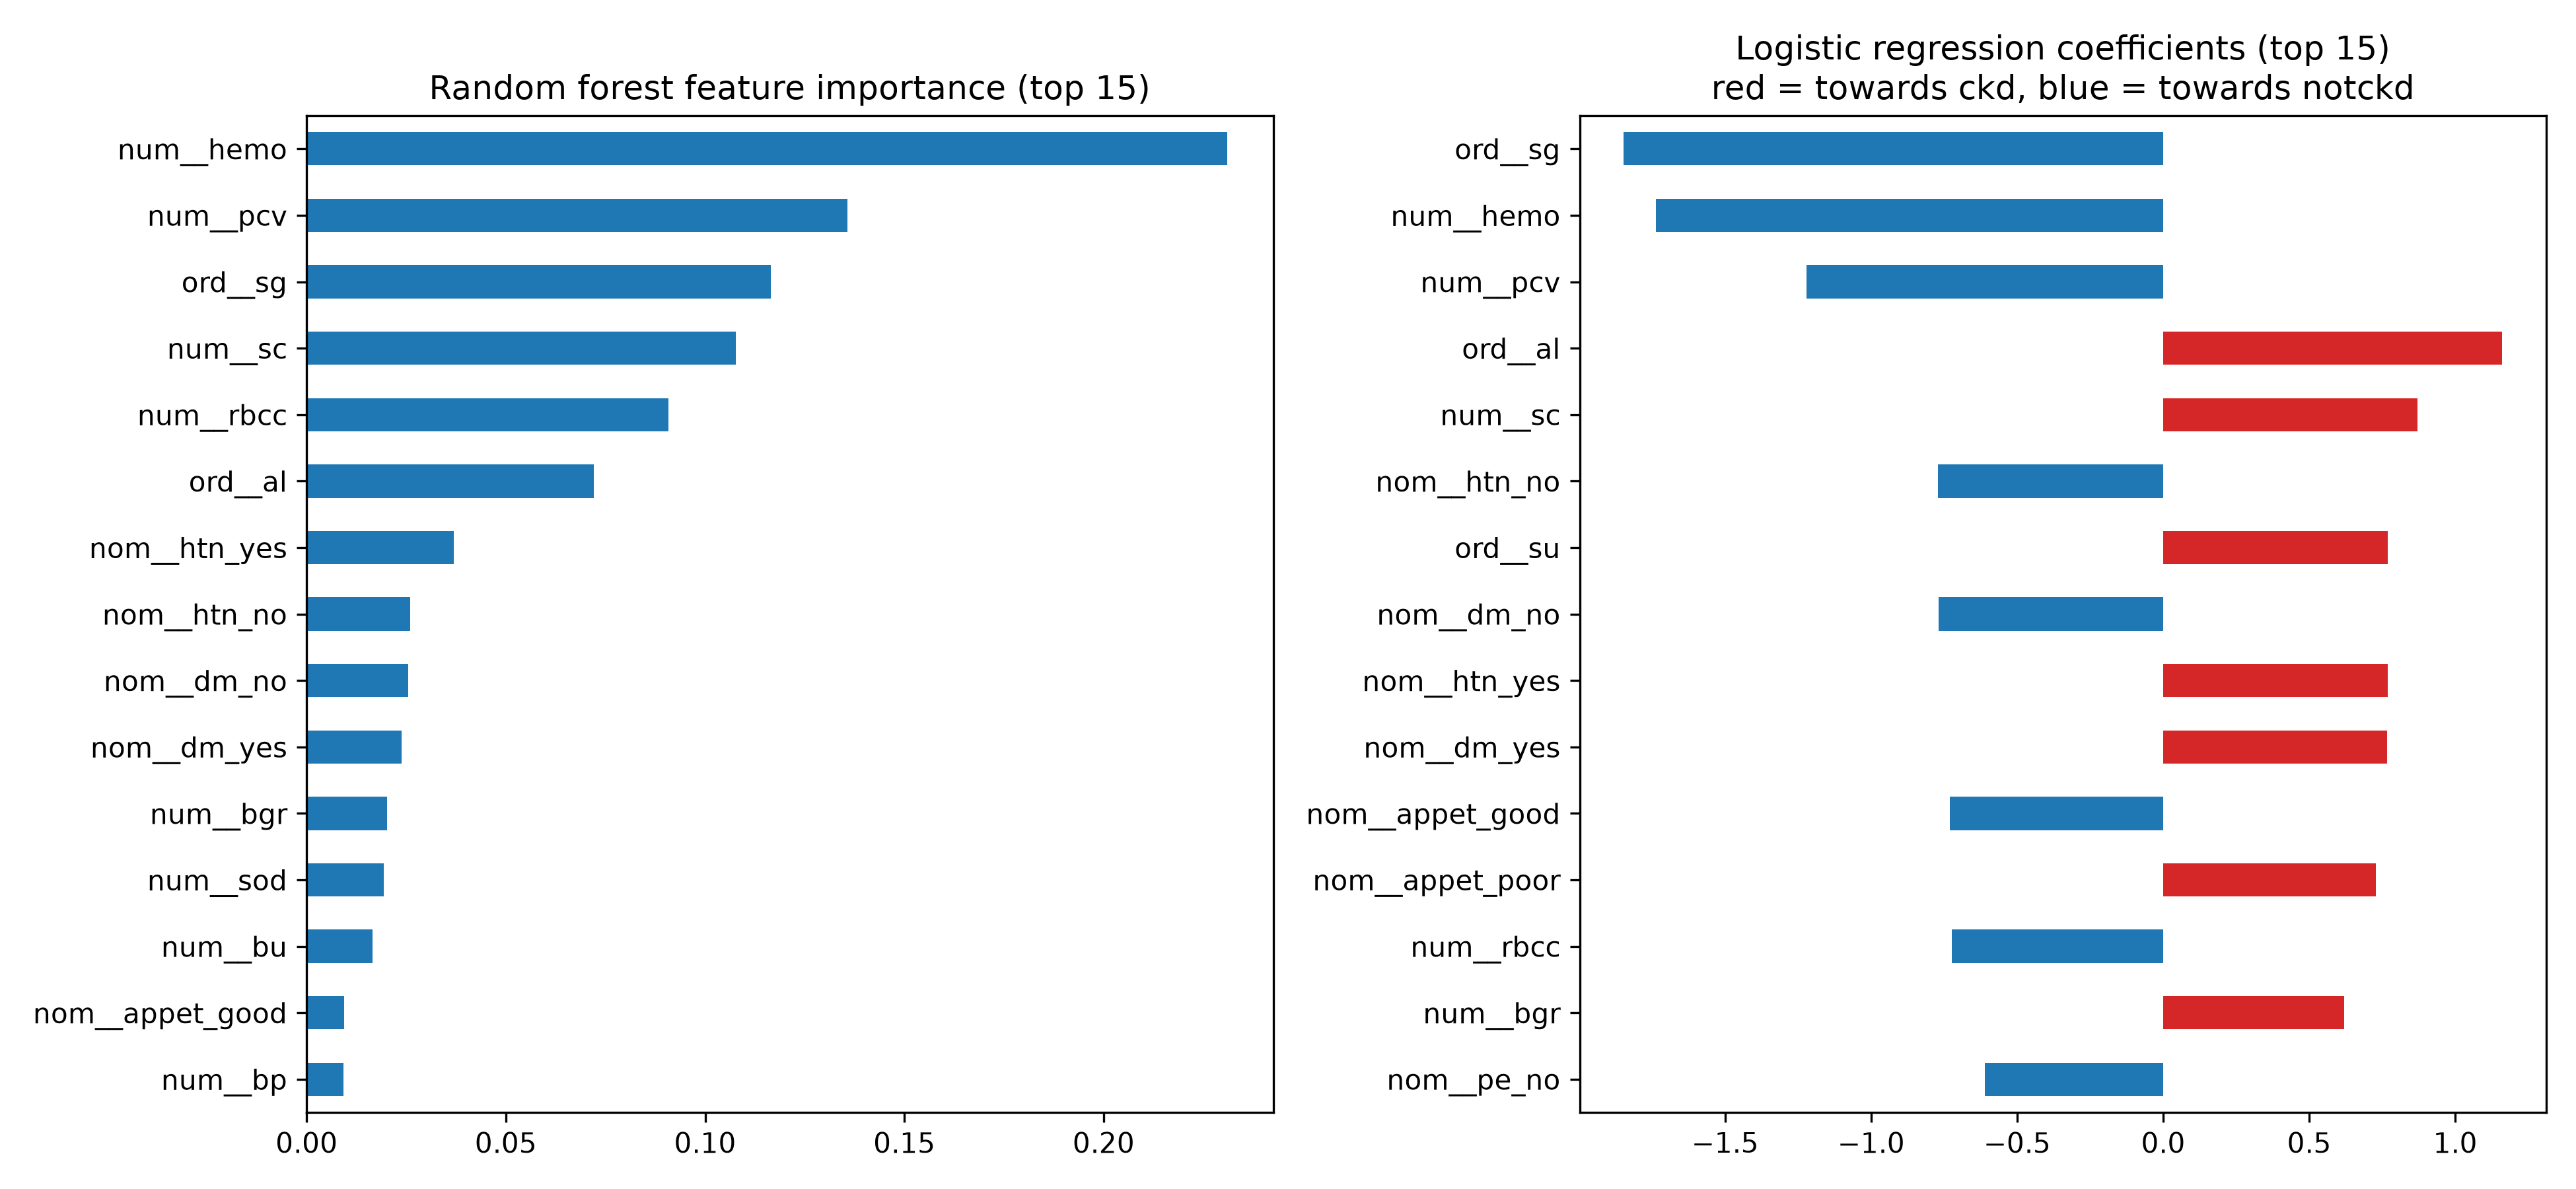 Random forest feature importance (top 15)
num__hemo
num__pcv
ord__sg
num__sc
num__rbcc
ord__al
nom__htn_yes
nom__htn_no
nom__dm_no
nom__dm_yes
num__bgr
num__sod
num__bu
nom__appet_good
num__bp
0.00 0.05 0.10 0.15 0.20
Logistic regression coefficients (top 15)
red = towards ckd, blue = towards notckd
ord__sg
num__hemo
num__pcv
ord__al
num__sc
nom__htn_no
ord__su
nom__dm_no
nom__htn_yes
nom__dm_yes
nom__appet_good
nom__appet_poor
num__rbcc
num__bgr
nom__pe_no
−1.5 −1.0 −0.5 0.0 0.5 1.0